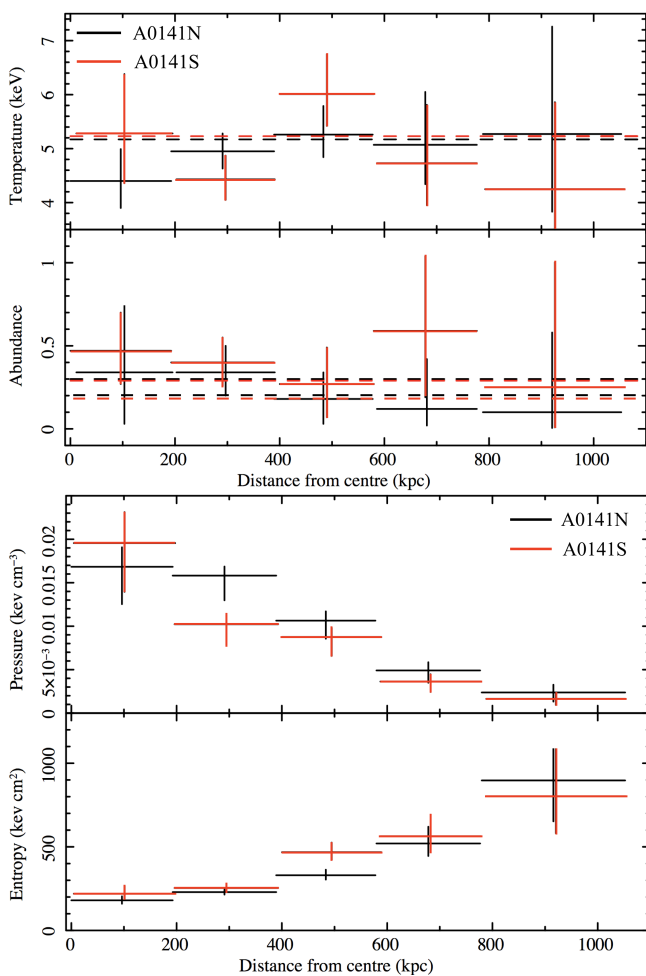 A0141N
A0141S
Temperature (keV)
7
6
5
4
Abundance
1
0.5
0
0 200 400 600 800 1000
Distance from centre (kpc)
A0141N
A0141S
Pressure (kev cm⁻³)
0.02
0.015
0.01
5×10⁻³
0
Entropy (kev cm²)
1000
500
0
0 200 400 600 800 1000
Distance from centre (kpc)